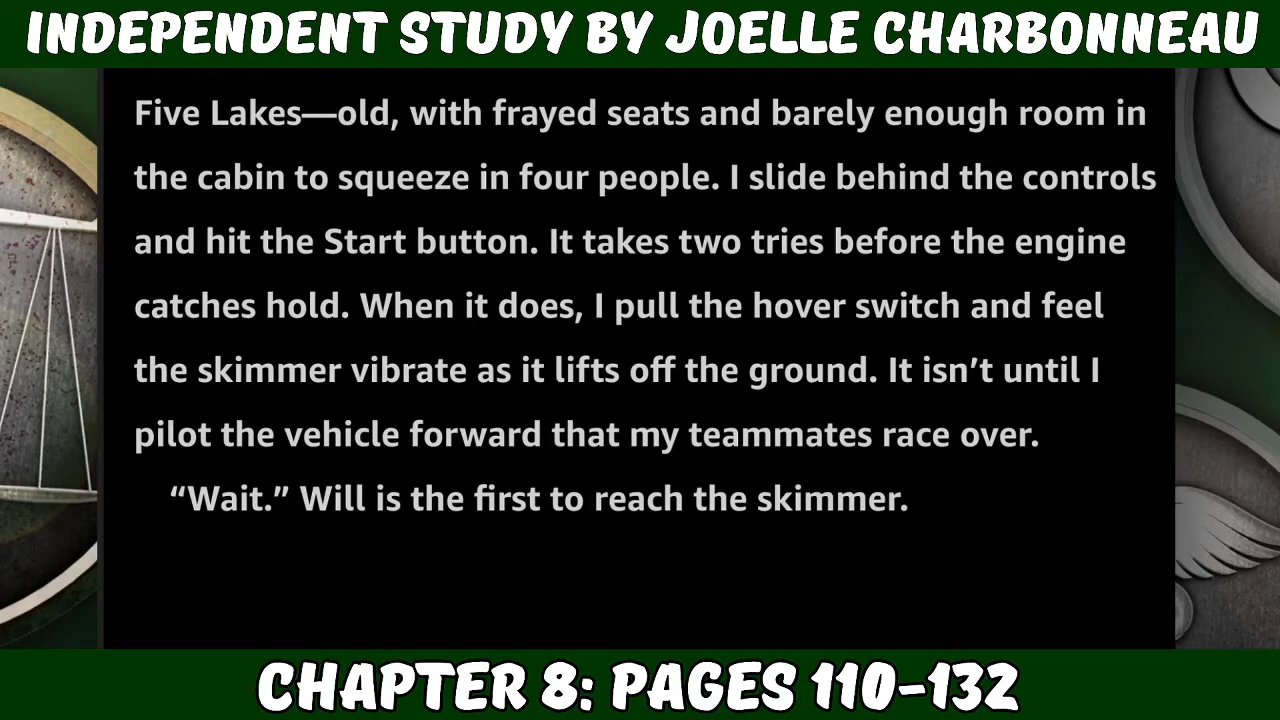 INDEPENDENT STUDY BY JOELLE CHARBONNEAU
Five Lakes—old, with frayed seats and barely enough room in
the cabin to squeeze in four people. I slide behind the controls
and hit the Start button. It takes two tries before the engine
catches hold. When it does, I pull the hover switch and feel
the skimmer vibrate as it lifts off the ground. It isn’t until I
pilot the vehicle forward that my teammates race over.
“Wait.” Will is the first to reach the skimmer.
CHAPTER 8: PAGES 110-132